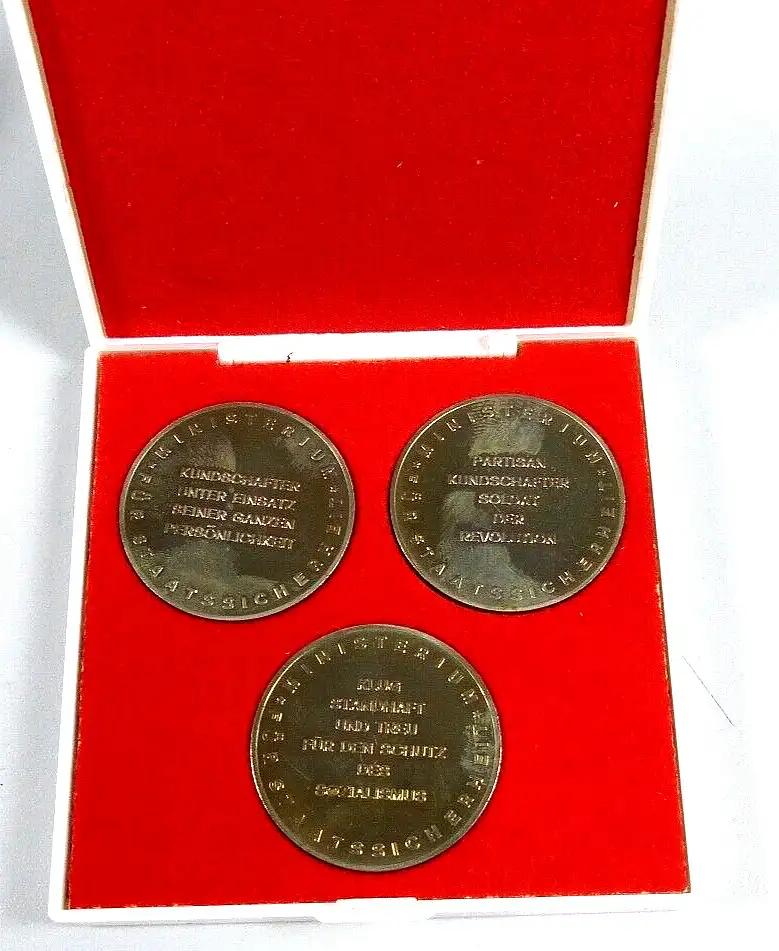 MINISTERIUM
FÜR STAATSSICHERHEIT
KUNDSCHAFTER
UNTER EINSATZ
SEINER GANZEN
PERSÖNLICHKEIT
MINISTERIUM
FÜR STAATSSICHERHEIT
PARTISAN
KUNDSCHAFTER
SOLDAT
DER
REVOLUTION
MINISTERIUM
FÜR STAATSSICHERHEIT
KLUG
STANDHAFT
UND TREU
FÜR DEN SCHUTZ
DES
SOCIALISMUS